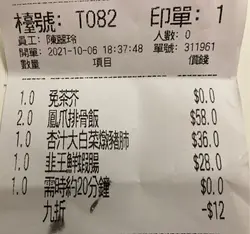 檯號: T082 印單: 1
員工: 陳麗玲 人數: 0
開單: 2021-10-06 18:37:48 單號: 311961
數量 項目 價錢
1.0 免茶芥 $0.0
2.0 鳳爪排骨飯 $58.0
1.0 杏汁大白菜燉豬肺 $36.0
1.0 韭王鮮蝦腸 $28.0
1.0 需時約20分鐘 $0.0
九折 -$12